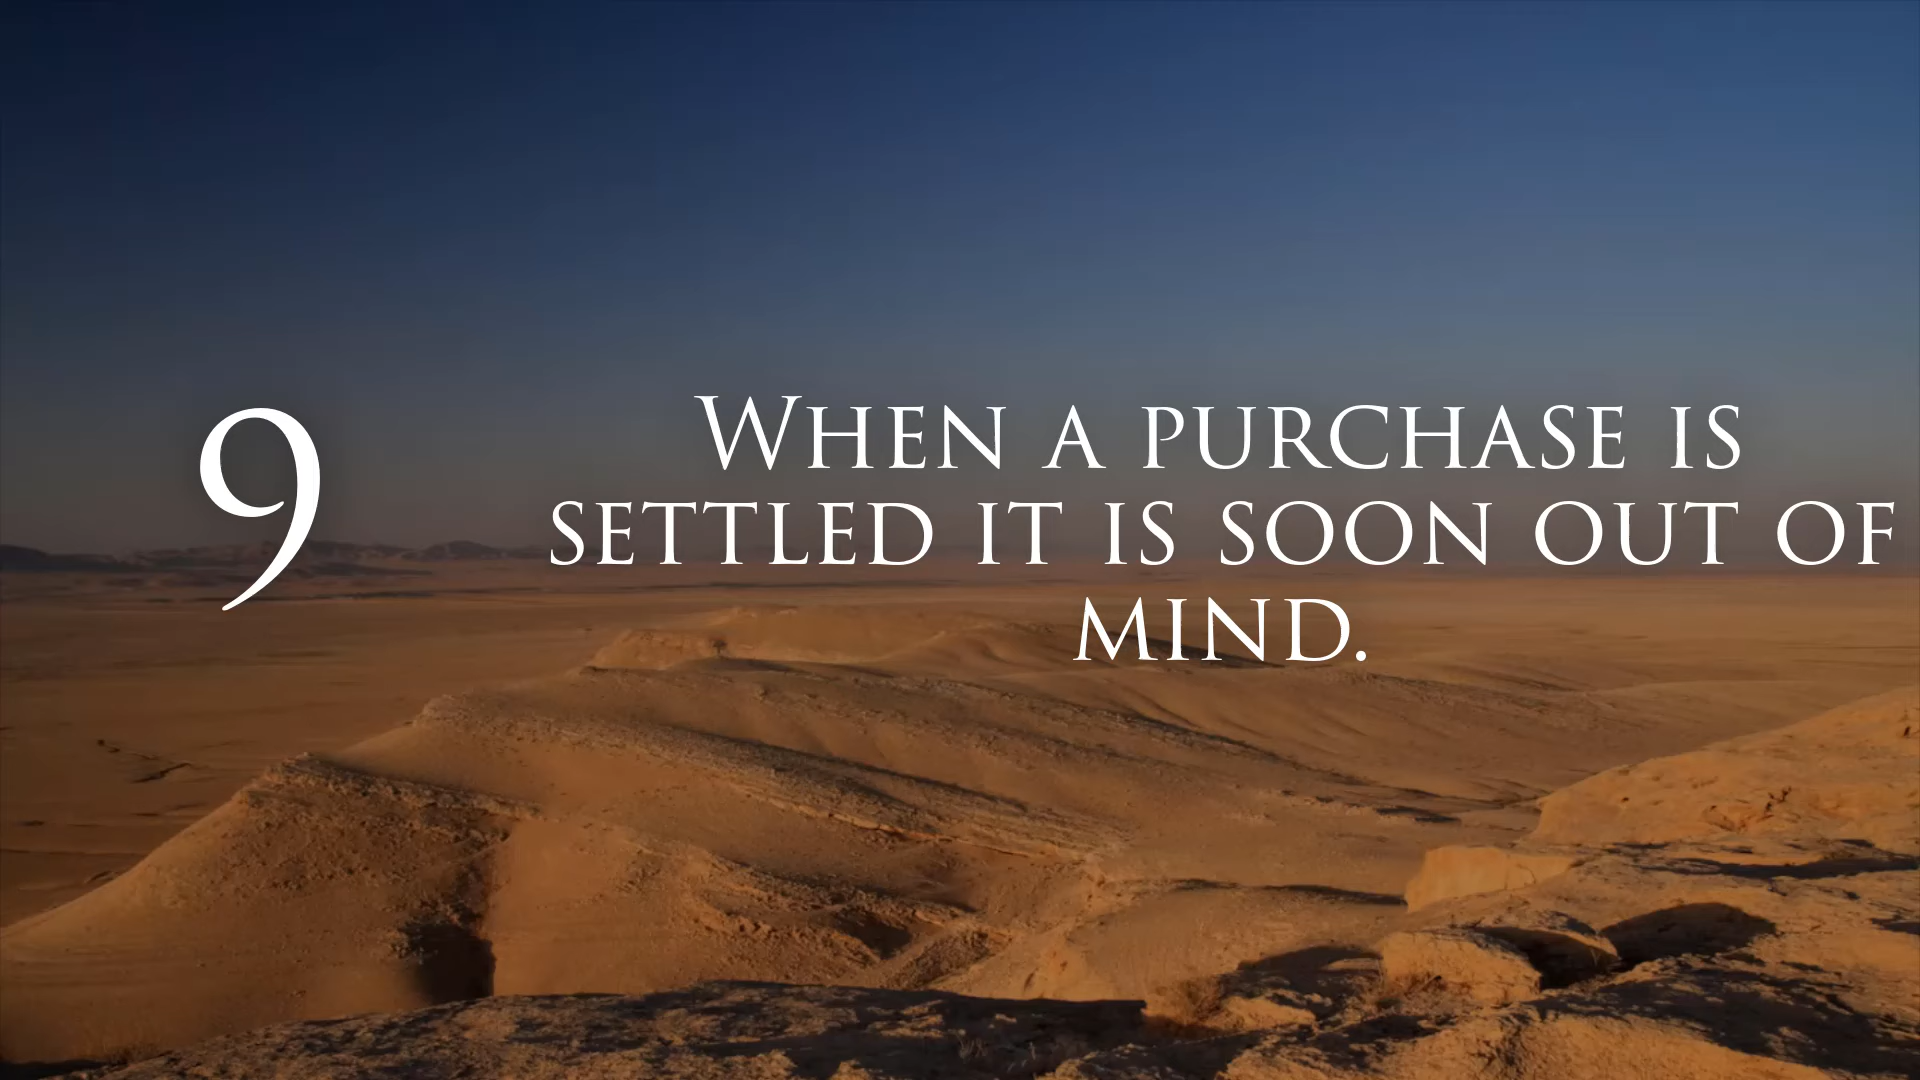 9
When a purchase is
settled it is soon out of
mind.